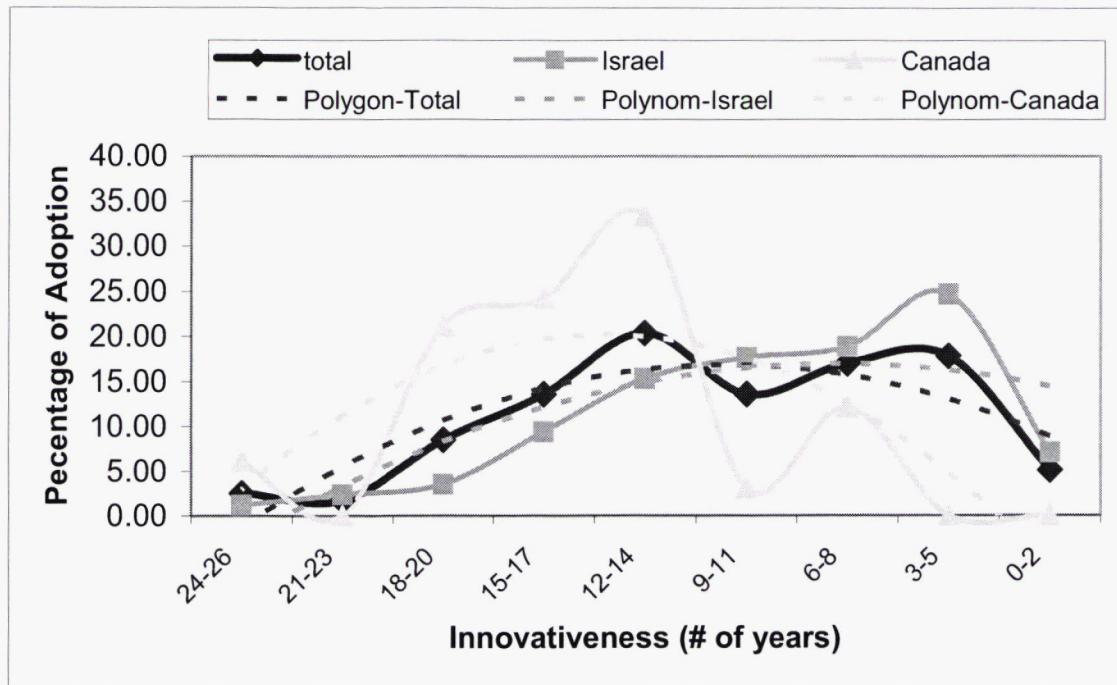 total Israel Canada
Polygon-Total Polynom-Israel Polynom-Canada
40.00
35.00
30.00
25.00
20.00
15.00
10.00
5.00
0.00
Pecentage of Adoption
24-26 21-23 18-20 15-17 12-14 9-11 6-8 3-5 0-2
Innovativeness (# of years)